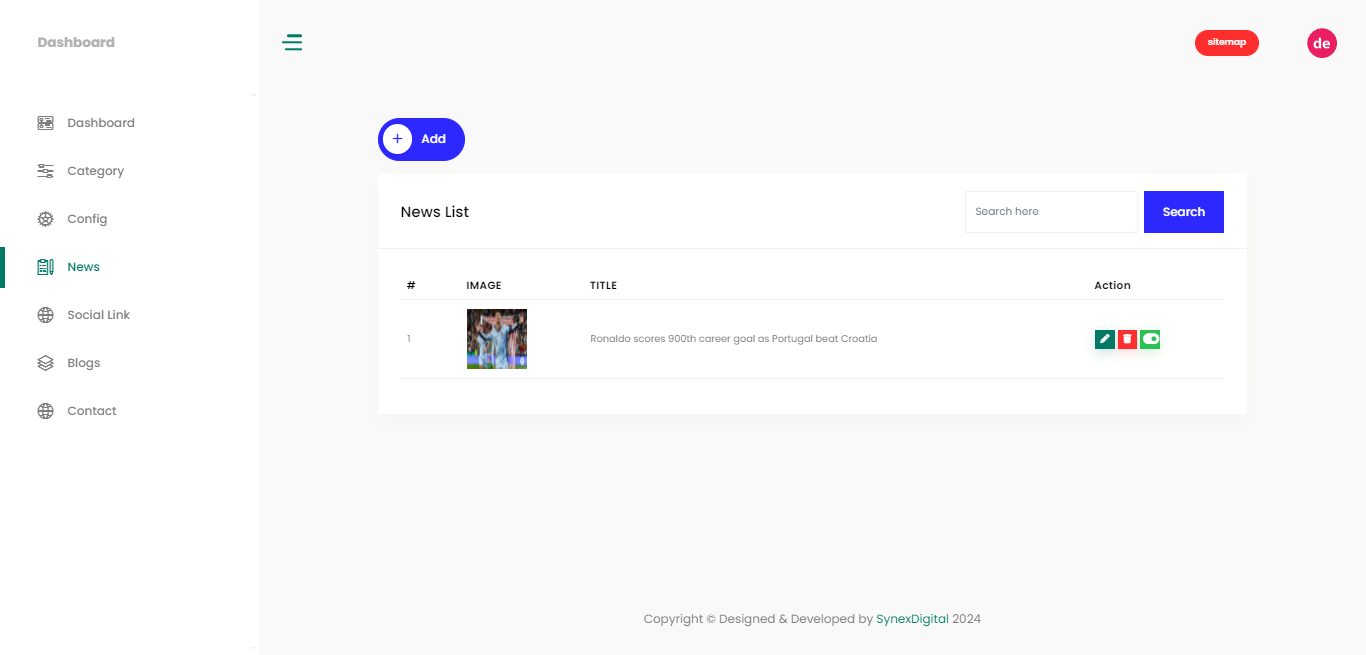 Dashboard
sitemap
de
Dashboard
Category
Config
News
Social Link
Blogs
Contact
+ Add
News List
Search here
Search
# IMAGE TITLE Action
1 Ronaldo scores 900th career goal as Portugal beat Croatia
Copyright © Designed & Developed by SynexDigital 2024